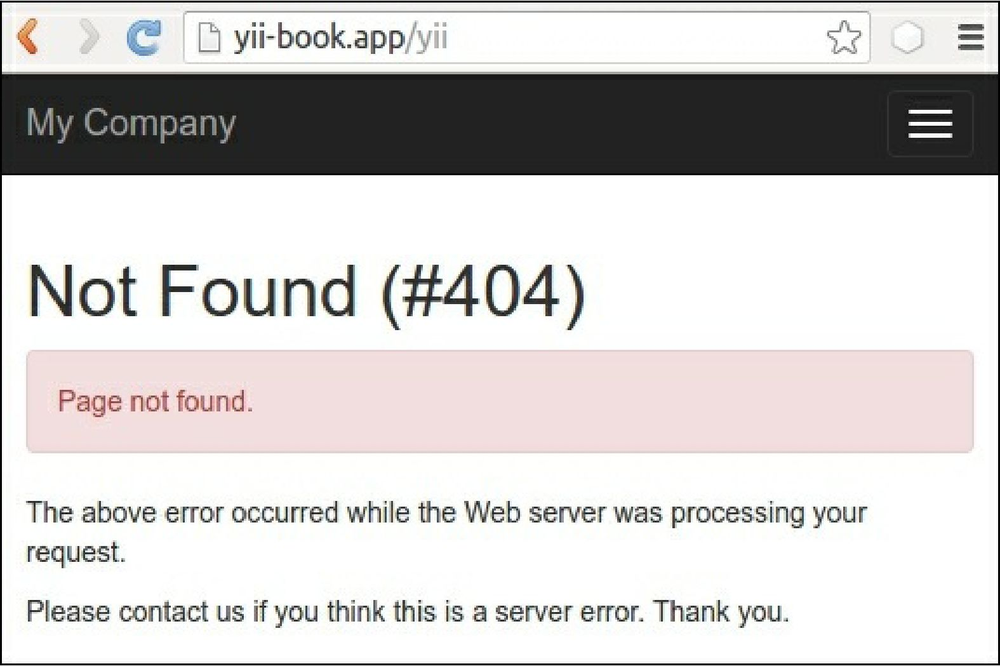 yii-book.app/yii
My Company
Not Found (#404)
Page not found.
The above error occurred while the Web server was processing your
request.
Please contact us if you think this is a server error. Thank you.